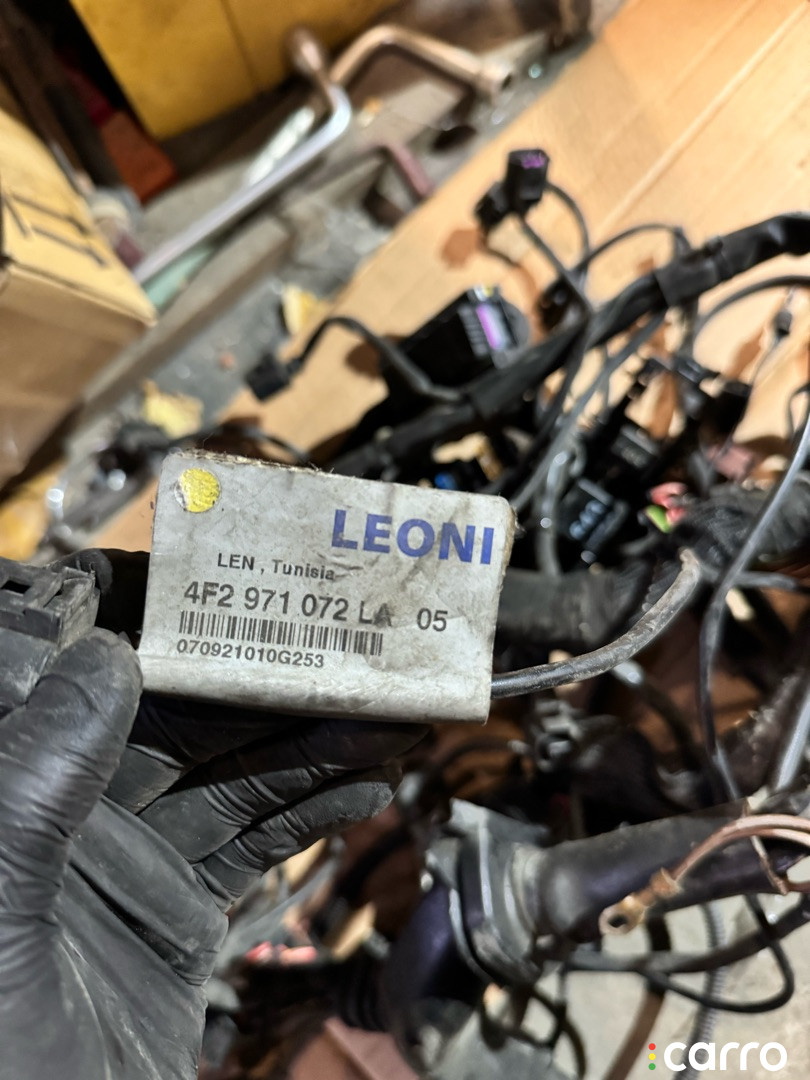 LEONI
LEN , Tunisia
4F2 971 072 LA 05
070921010G253
carro